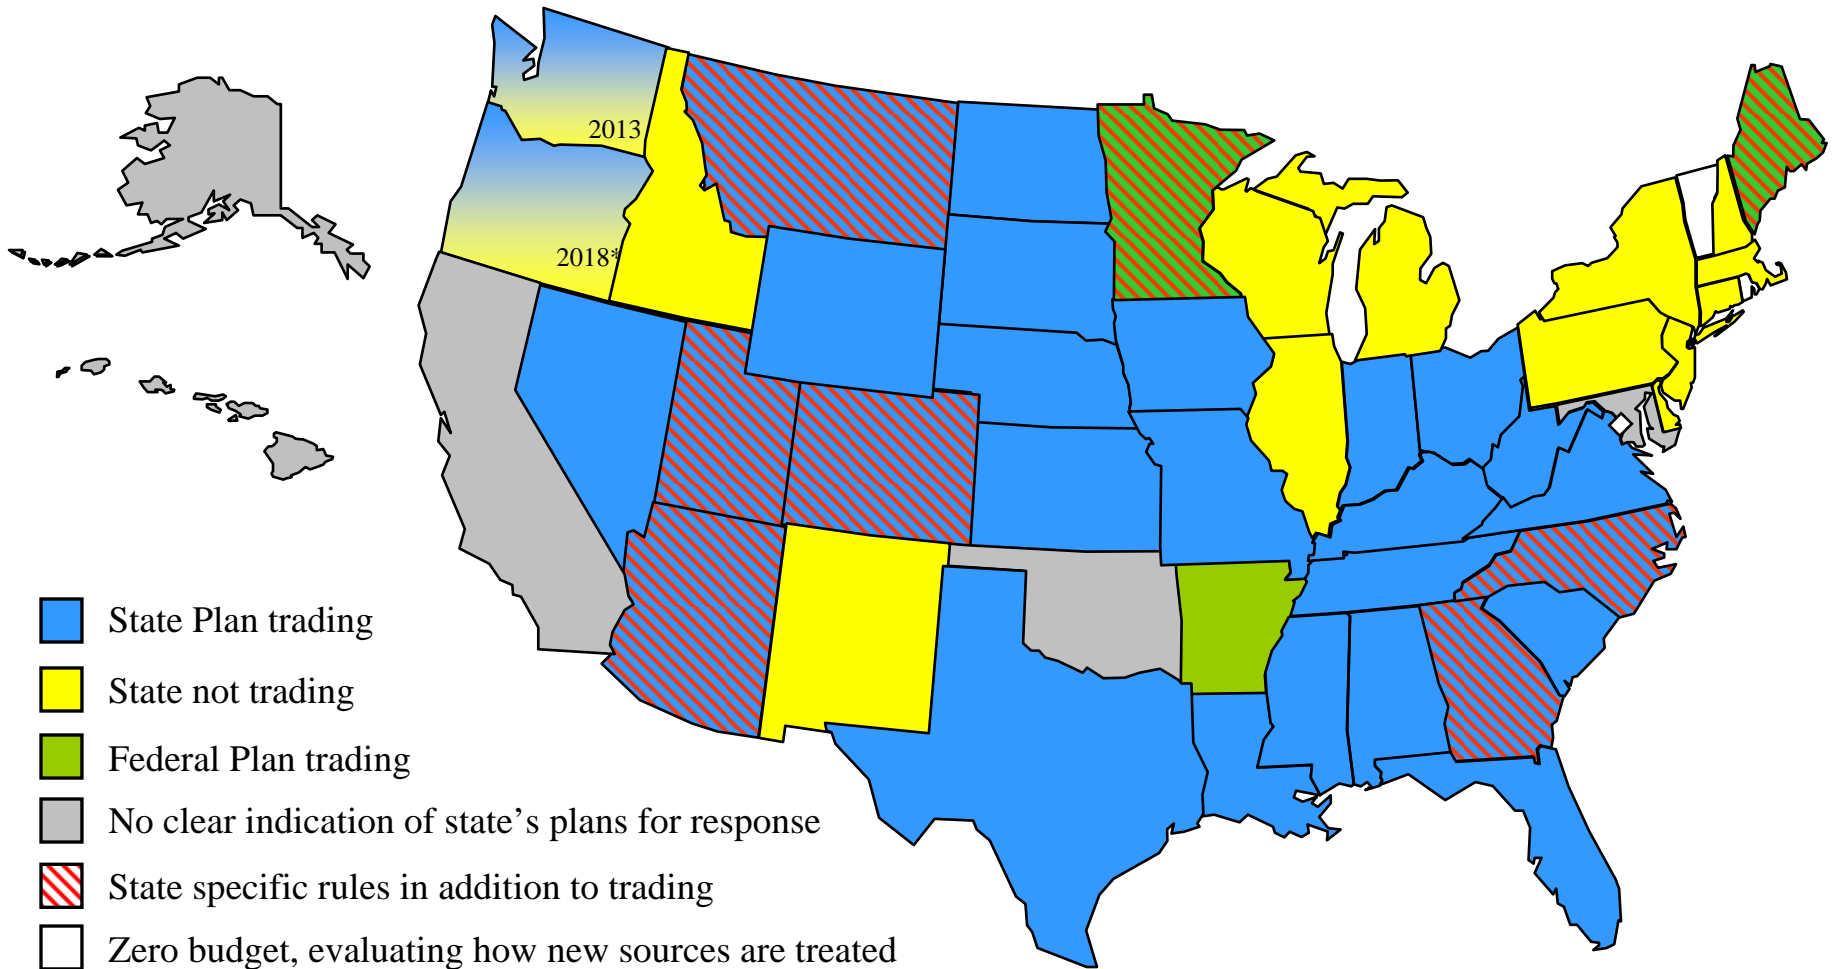 2013
2018*
State Plan trading
State not trading
Federal Plan trading
No clear indication of state’s plans for response
State specific rules in addition to trading
Zero budget, evaluating how new sources are treated